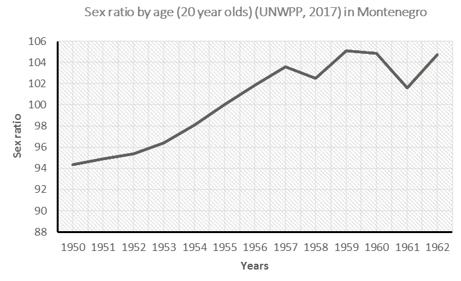 Sex ratio by age (20 year olds) (UNWPP, 2017) in Montenegro
106
104
102
100
98
96
94
92
90
88
Sex ratio
1950 1951 1952 1953 1954 1955 1956 1957 1958 1959 1960 1961 1962
Years